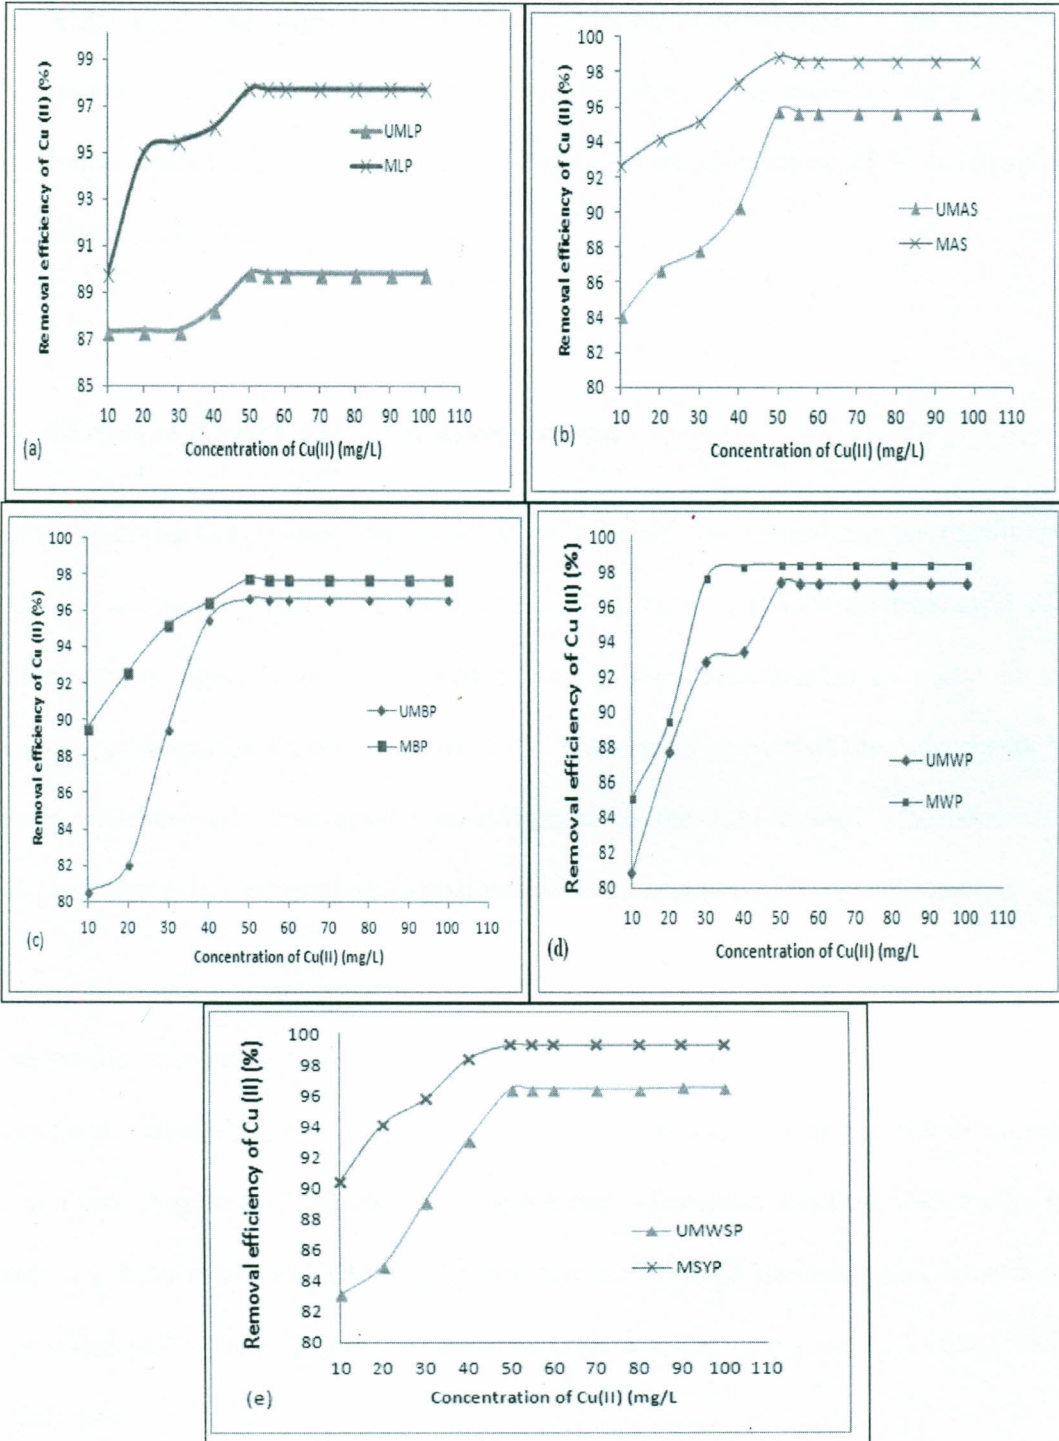 Removal efficiency of Cu (II) (%)
99
97
95
93
91
89
87
85
UMLP
MLP
10 20 30 40 50 60 70 80 90 100 110
(a)
Concentration of Cu(II) (mg/L)
Removal efficiency of Cu (II) (%)
100
98
96
94
92
90
88
86
84
82
80
UMAS
MAS
10 20 30 40 50 60 70 80 90 100 110
(b)
Concentration of Cu(II) (mg/L)
Removal efficiency of Cu (II) (%)
100
98
96
94
92
90
88
86
84
82
80
UMBP
MBP
10 20 30 40 50 60 70 80 90 100 110
(c)
Concentration of Cu(II) (mg/L)
Removal efficiency of Cu (II) (%)
100
98
96
94
92
90
88
86
84
82
80
UMWP
MWP
10 20 30 40 50 60 70 80 90 100 110
(d)
Concentration of Cu(II) (mg/L
Removal efficiency of Cu (II) (%)
100
98
96
94
92
90
88
86
84
82
80
UMWSP
MSYP
10 20 30 40 50 60 70 80 90 100 110
(e)
Concentration of Cu(II) (mg/L